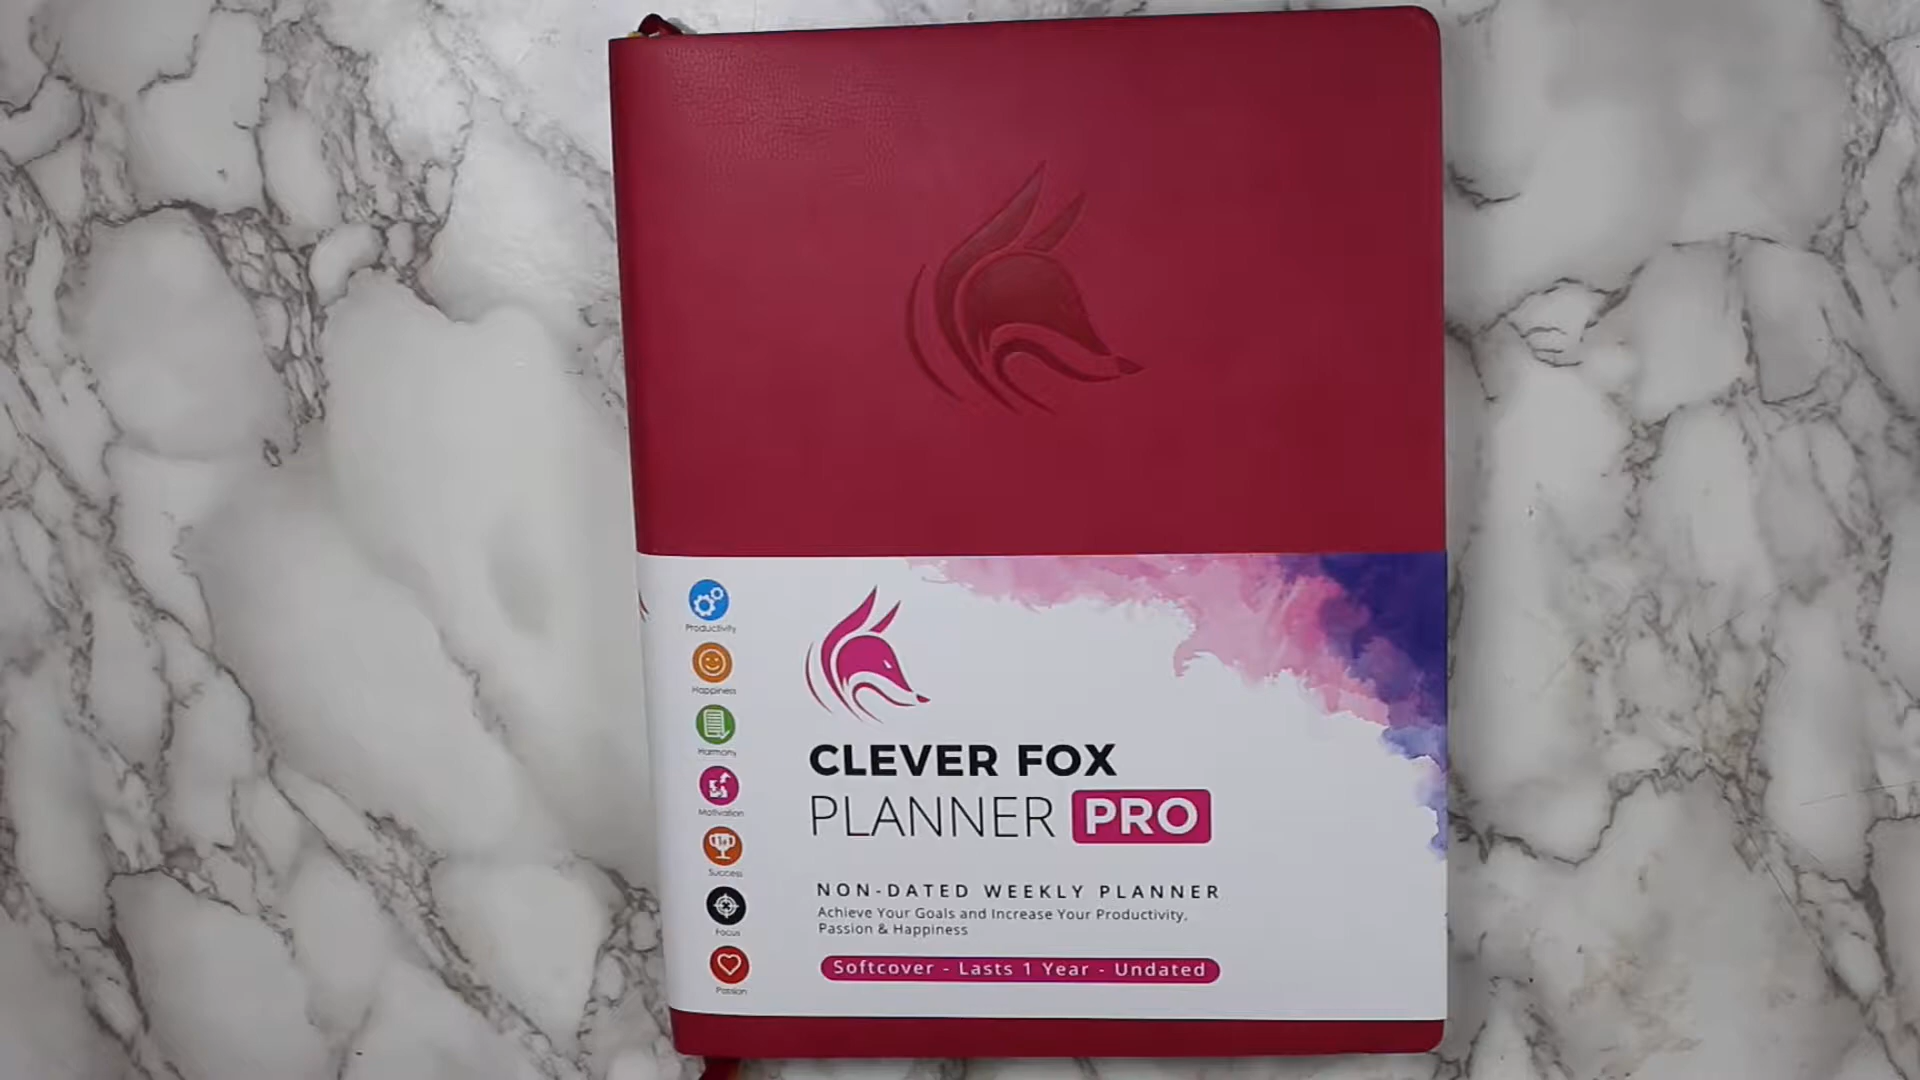 Productivity
Happiness
Harmony
Motivation
Success
Focus
Passion
CLEVER FOX
PLANNER PRO
NON-DATED WEEKLY PLANNER
Achieve Your Goals and Increase Your Productivity,
Passion & Happiness
Softcover - Lasts 1 Year - Undated